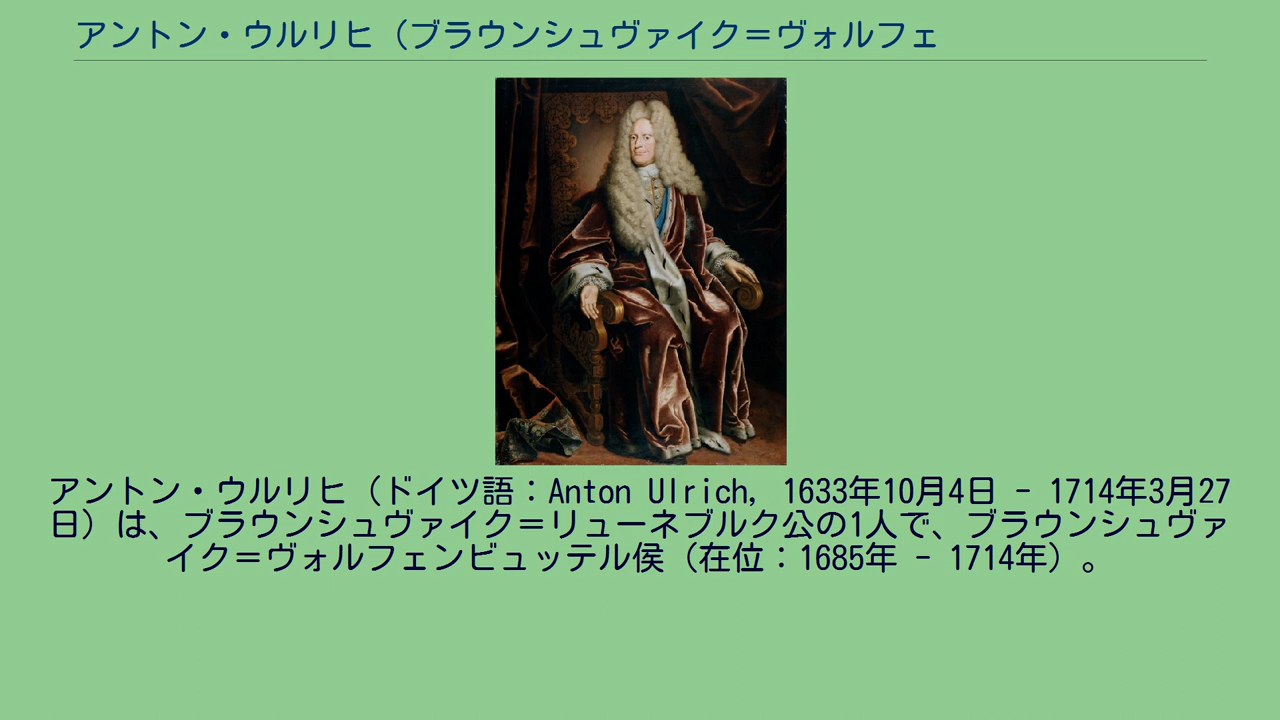 アントン・ウルリヒ（ブラウンシュヴァイク＝ヴォルフェ
アントン・ウルリヒ（ドイツ語：Anton Ulrich, 1633年10月4日 - 1714年3月27
日）は、ブラウンシュヴァイク＝リューネブルク公の1人で、ブラウンシュヴァ
イク＝ヴォルフェンビュッテル侯（在位：1685年 - 1714年）。